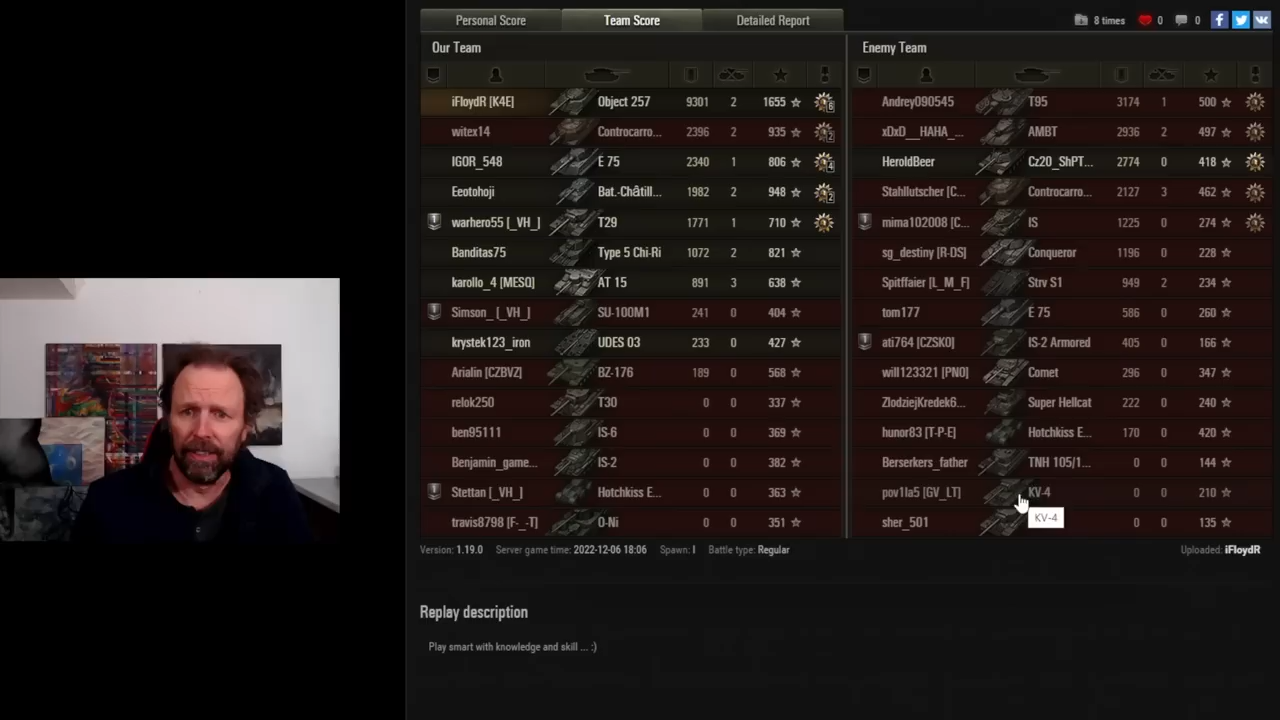 Personal Score Team Score Detailed Report 8 times 0 0
Our Team Enemy Team
iFloydR [K4E] Object 257 9301 2 1655 6
witex14 Controcarro... 2396 2 935 2
IGOR_548 E 75 2340 1 806 4
Eeotohoji Bat.-Châtill... 1982 2 948 2
warhero55 [_VH_] T29 1771 1 710
Banditas75 Type 5 Chi-Ri 1072 2 821
karollo_4 [MESQ] AT 15 891 3 638
Simson_ [_VH_] SU-100M1 241 0 404
krystek123_iron UDES 03 233 0 427
Arialin [CZBVZ] BZ-176 189 0 568
relok250 T30 0 0 337
ben95111 IS-6 0 0 369
Benjamin_game... IS-2 0 0 382
Stettan [_VH_] Hotchkiss E... 0 0 363
travis8798 [F-_-T] O-Ni 0 0 351
Andrey090545 T95 3174 1 500
xDxD__HAHA_... AMBT 2936 2 497
HeroldBeer Cz20_ShPT... 2774 0 418
Stahllutscher [C... Controcarro... 2127 3 462
mima102008 [C... IS 1225 0 274
sg_destiny [R-DS] Conqueror 1196 0 228
Spitffaier [L_M_F] Strv S1 949 2 234
tom177 E 75 586 0 260
ati764 [CZSKO] IS-2 Armored 405 0 166
will123321 [PNO] Comet 296 0 347
ZlodziejKredek6... Super Hellcat 222 0 240
hunor83 [T-P-E] Hotchkiss E... 170 0 420
Berserkers_father TNH 105/1... 0 0 144
pov1la5 [GV_LT] KV-4 0 0 210
sher_501 0 0 135
KV-4
Version: 1.19.0 Server game time: 2022-12-06 18:06 Spawn: I Battle type: Regular Uploaded: iFloydR
Replay description
Play smart with knowledge and skill ... :)